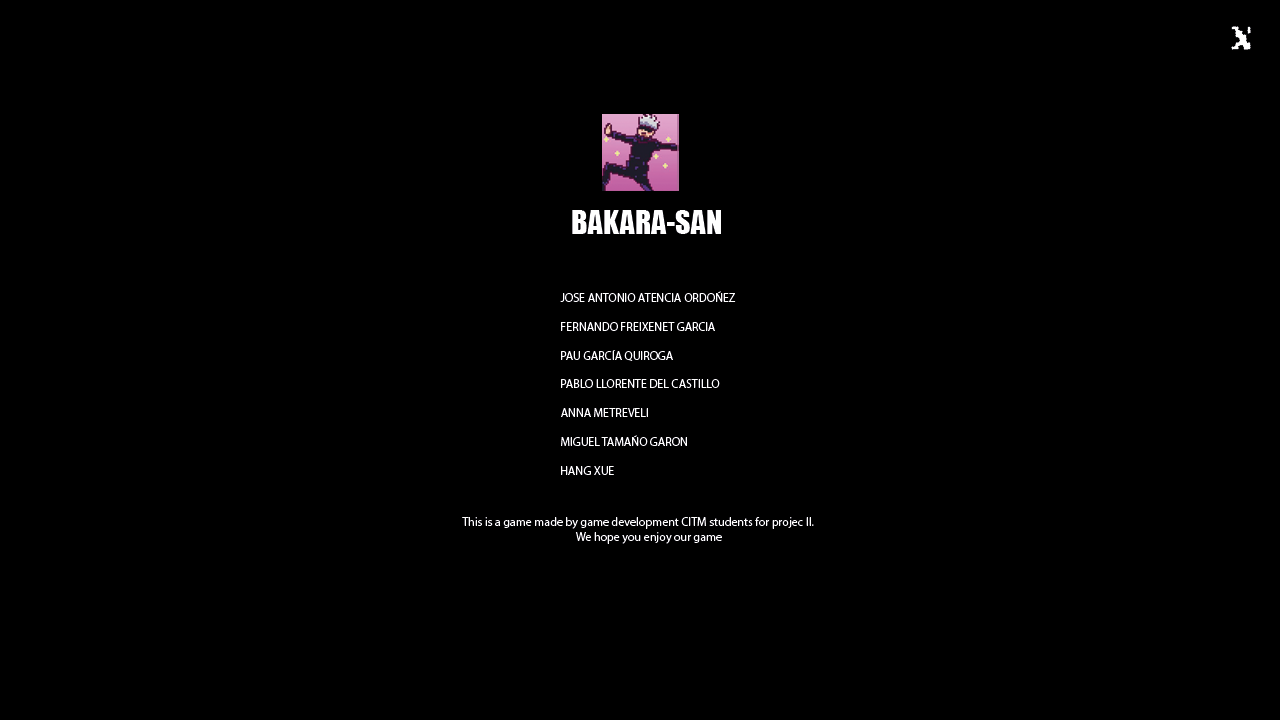 X
BAKARA-SAN
JOSE ANTONIO ATENCIA ORDOÑEZ
FERNANDO FREIXENET GARCIA
PAU GARCÍA QUIROGA
PABLO LLORENTE DEL CASTILLO
ANNA METREVELI
MIGUEL TAMAÑO GARON
HANG XUE
This is a game made by game development CITM students for projec II.
We hope you enjoy our game